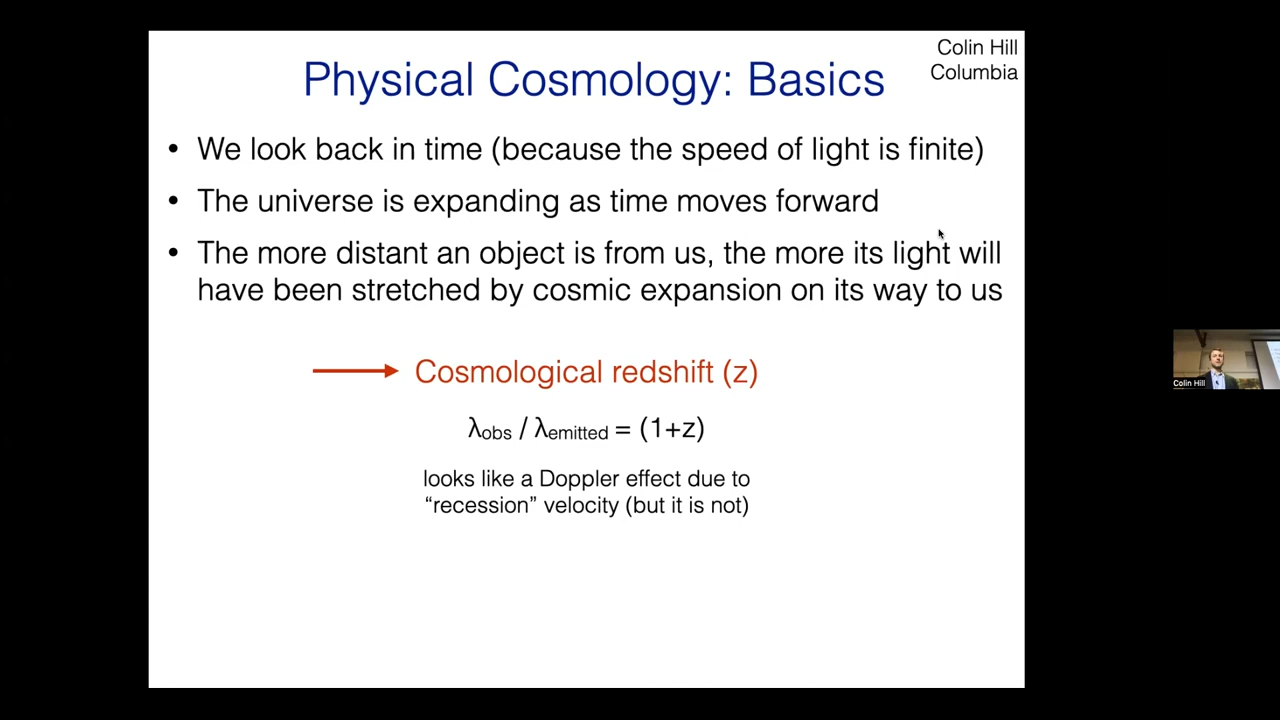 Colin Hill
Columbia
Physical Cosmology: Basics
• We look back in time (because the speed of light is finite)
• The universe is expanding as time moves forward
• The more distant an object is from us, the more its light will
have been stretched by cosmic expansion on its way to us
Cosmological redshift (z)
λobs / λemitted = (1+z)
looks like a Doppler effect due to
“recession” velocity (but it is not)
Colin Hill